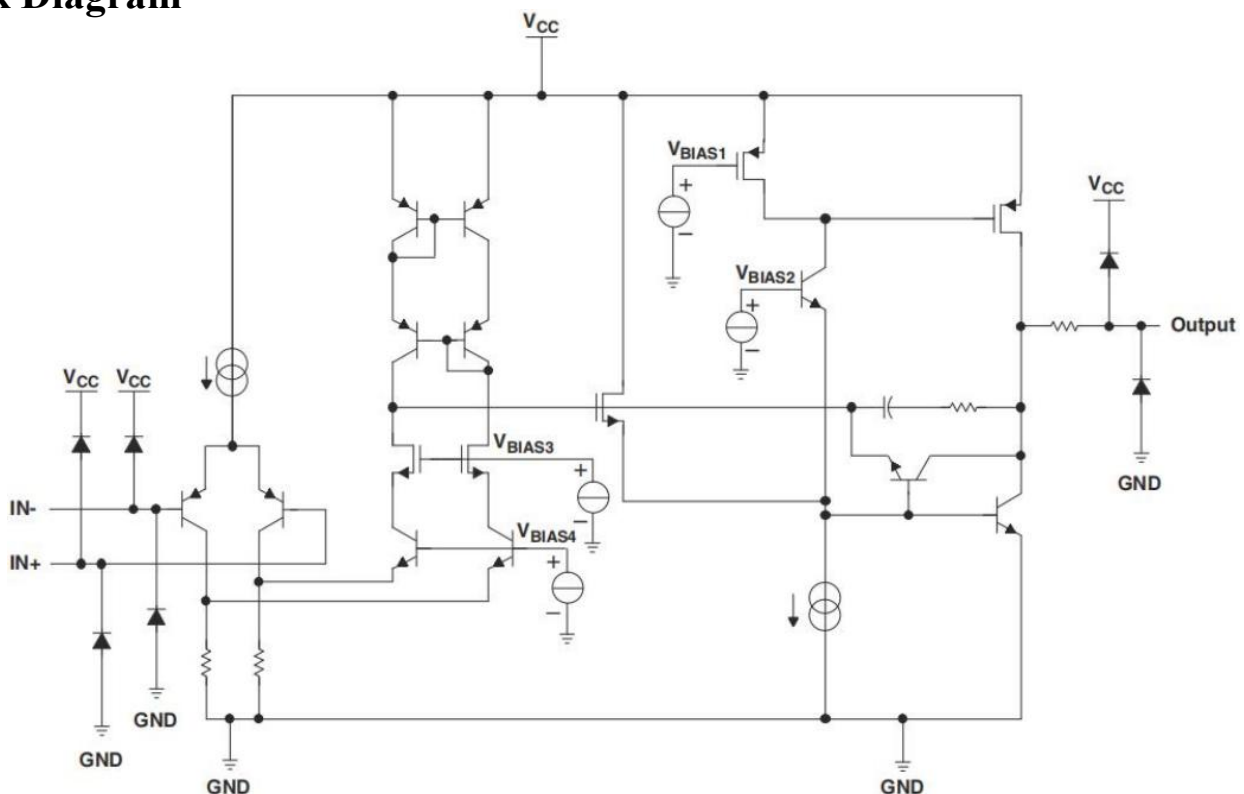 Diagram
VCC
VBIAS1
+
−
VCC
VBIAS2
+
−
Output
VCC
VCC
GND
VBIAS3
+
−
IN-
IN+
VBIAS4
+
−
GND
GND
GND
GND